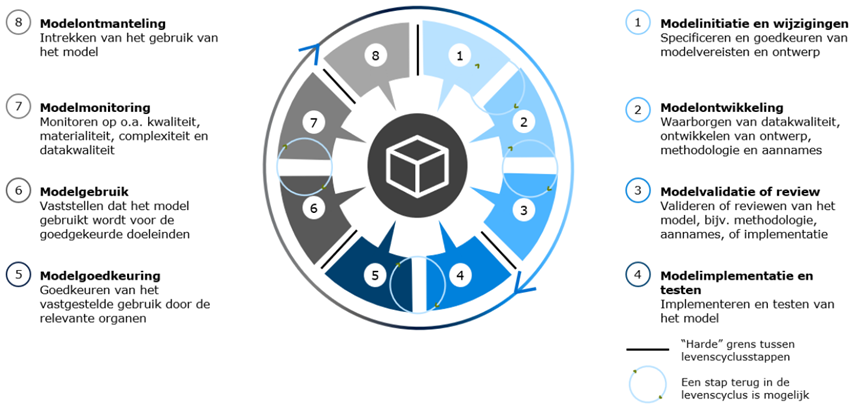 8
Modelontmanteling
Intrekken van het gebruik van
het model
7
Modelmonitoring
Monitoren op o.a. kwaliteit,
materialiteit, complexiteit en
datakwaliteit
6
Modelgebruik
Vaststellen dat het model
gebruikt wordt voor de
goedgekeurde doeleinden
5
Modelgoedkeuring
Goedkeuren van het
vastgestelde gebruik door de
relevante organen
8
1
7
2
6
3
5
4
1
Modelinitiatie en wijzigingen
Specificeren en goedkeuren van
modelvereisten en ontwerp
2
Modelontwikkeling
Waarborgen van datakwaliteit,
ontwikkelen van ontwerp,
methodologie en aannames
3
Modelvalidatie of review
Valideren of reviewen van het
model, bijv. methodologie,
aannames, of implementatie
4
Modelimplementatie en
testen
Implementeren en testen van
het model
“Harde” grens tussen
levenscyclusstappen
Een stap terug in de
levenscyclus is mogelijk